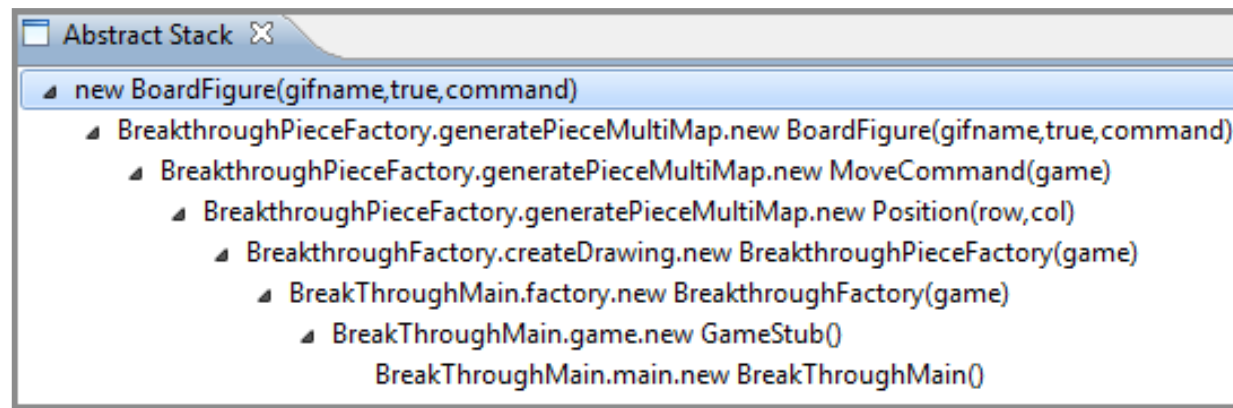 Abstract Stack
new BoardFigure(gifname,true,command)
BreakthroughPieceFactory.generatePieceMultiMap.new BoardFigure(gifname,true,command)
BreakthroughPieceFactory.generatePieceMultiMap.new MoveCommand(game)
BreakthroughPieceFactory.generatePieceMultiMap.new Position(row,col)
BreakthroughFactory.createDrawing.new BreakthroughPieceFactory(game)
BreakThroughMain.factory.new BreakthroughFactory(game)
BreakThroughMain.game.new GameStub()
BreakThroughMain.main.new BreakThroughMain()